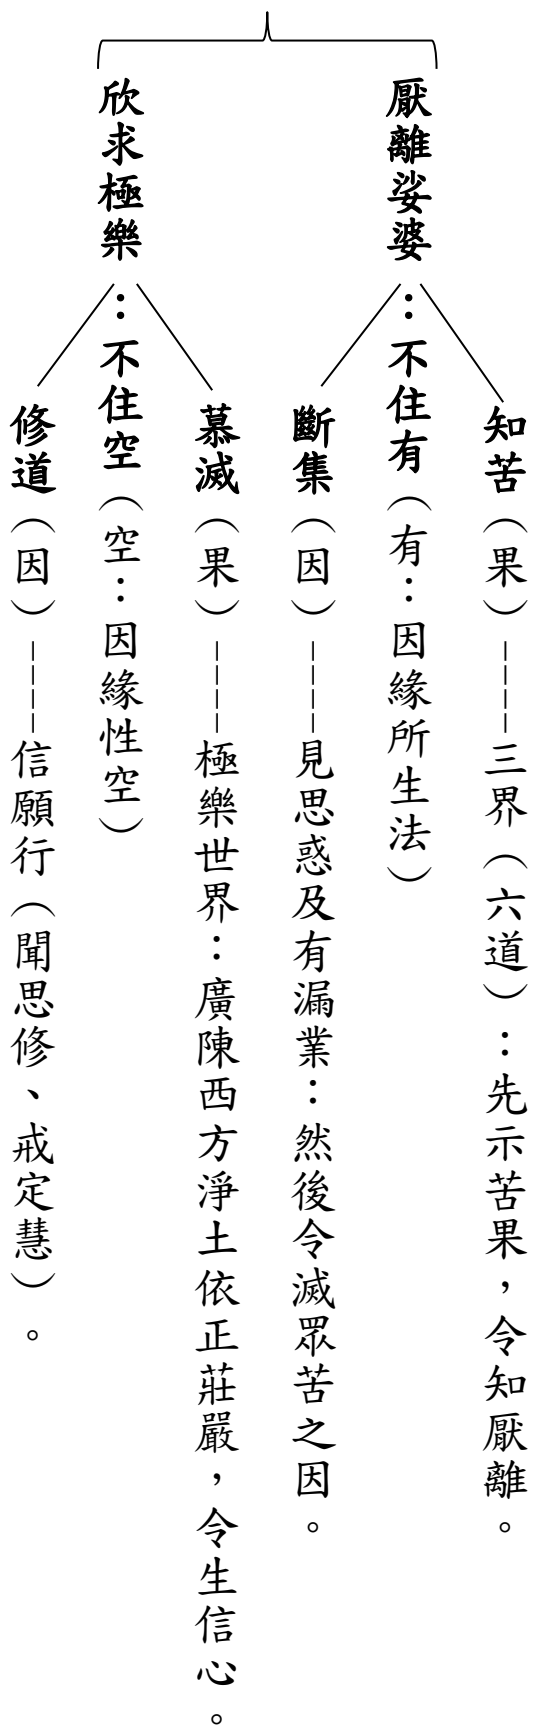 知苦（果）-----三界（六道）：先示苦果，令知厭離。
厭離娑婆：不住有（有：因緣所生法）
斷集（因）-----見思惑及有漏業：然後令滅眾苦之因。
慕滅（果）-----極樂世界：廣陳西方淨土依正莊嚴，令生信心。
欣求極樂：不住空（空：因緣性空）
修道（因）-----信願行（聞思修、戒定慧）。